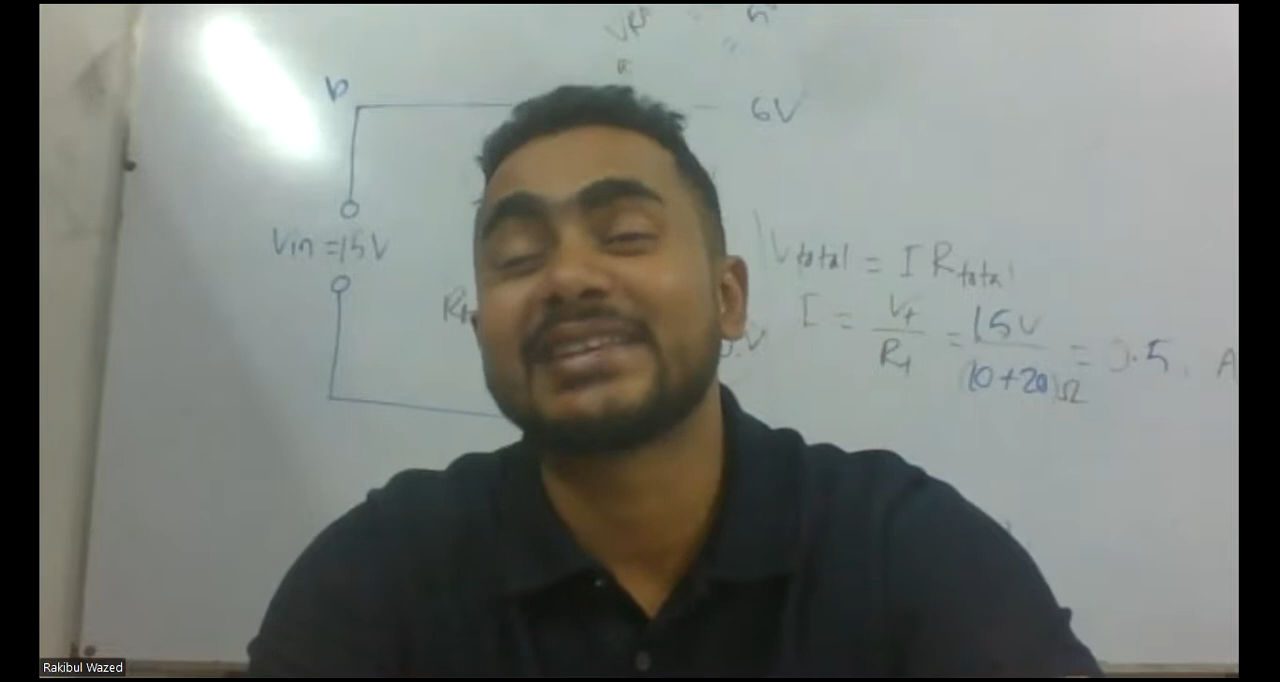 b
6V
Vin = 15V
Vtotal = I Rtotal
I = Vt / Rt = 15V / (10+20)Ω = 0.5 A
Rakibul Wazed